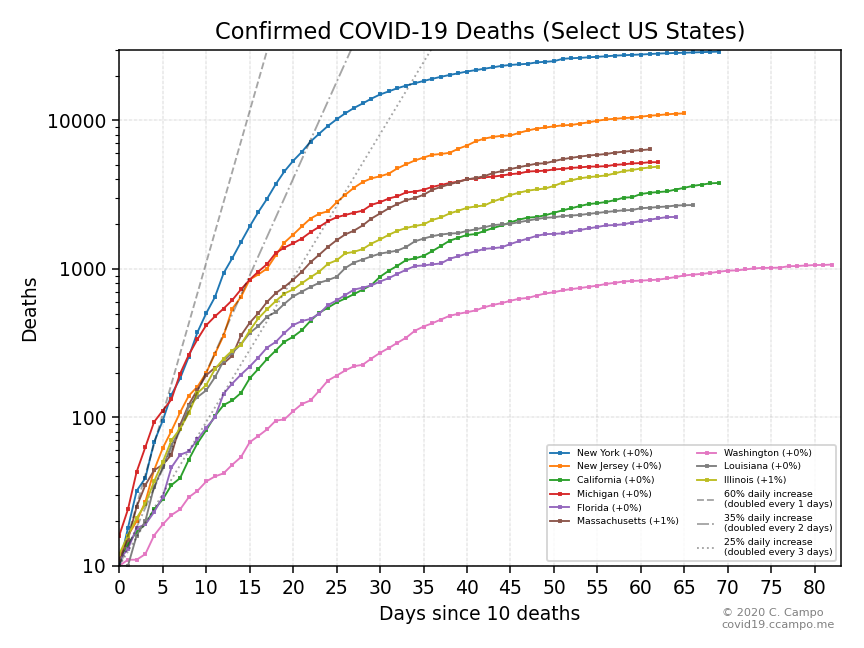 Confirmed COVID-19 Deaths (Select US States)
Deaths
10000
1000
100
10
0 5 10 15 20 25 30 35 40 45 50 55 60 65 70 75 80
Days since 10 deaths
New York (+0%)
New Jersey (+0%)
California (+0%)
Michigan (+0%)
Florida (+0%)
Massachusetts (+1%)
Washington (+0%)
Louisiana (+0%)
Illinois (+1%)
60% daily increase
(doubled every 1 days)
35% daily increase
(doubled every 2 days)
25% daily increase
(doubled every 3 days)
© 2020 C. Campo
covid19.ccampo.me